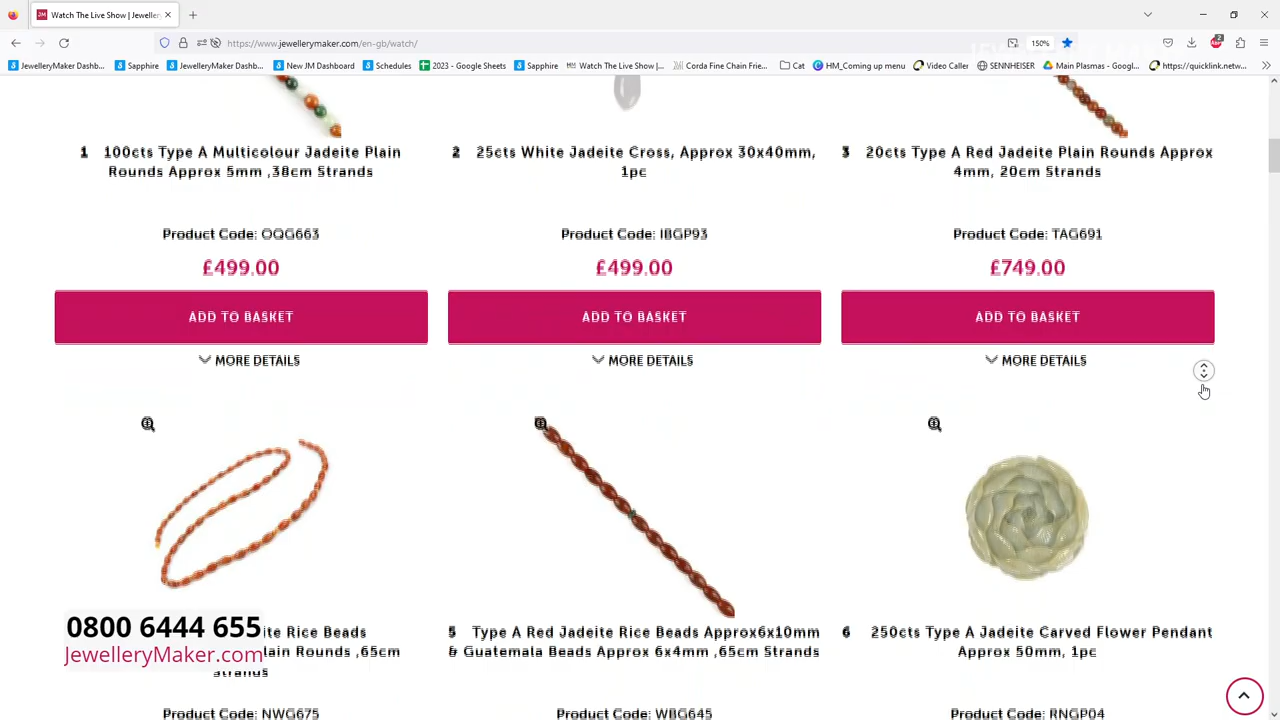 Watch The Live Show | Jeweller
https://www.jewellerymaker.com/en-gb/watch/
150%
2
JewelleryMaker Dashb...
Sapphire
JewelleryMaker Dashb...
New JM Dashboard
Schedules
2023 - Google Sheets
Sapphire
Watch The Live Show |...
Corda Fine Chain Frie...
Cat
HM_Coming up menu
Video Caller
SENNHEISER
Main Plasmas - Googl...
https://quicklink.netw...
1 100cts Type A Multicolour Jadeite Plain
Rounds Approx 5mm ,38cm Strands
Product Code: OQG663
£499.00
ADD TO BASKET
MORE DETAILS
2 25cts White Jadeite Cross, Approx 30x40mm,
1pc
Product Code: IBGP93
£499.00
ADD TO BASKET
MORE DETAILS
3 20cts Type A Red Jadeite Plain Rounds Approx
4mm, 20cm Strands
Product Code: TAG691
£749.00
ADD TO BASKET
MORE DETAILS
ite Rice Beads
lain Rounds ,65cm
Strands
Product Code: NWG675
5 Type A Red Jadeite Rice Beads Approx6x10mm
& Guatemala Beads Approx 6x4mm ,65cm Strands
Product Code: WBG645
6 250cts Type A Jadeite Carved Flower Pendant
Approx 50mm, 1pc
Product Code: RNGP04
0800 6444 655
JewelleryMaker.com